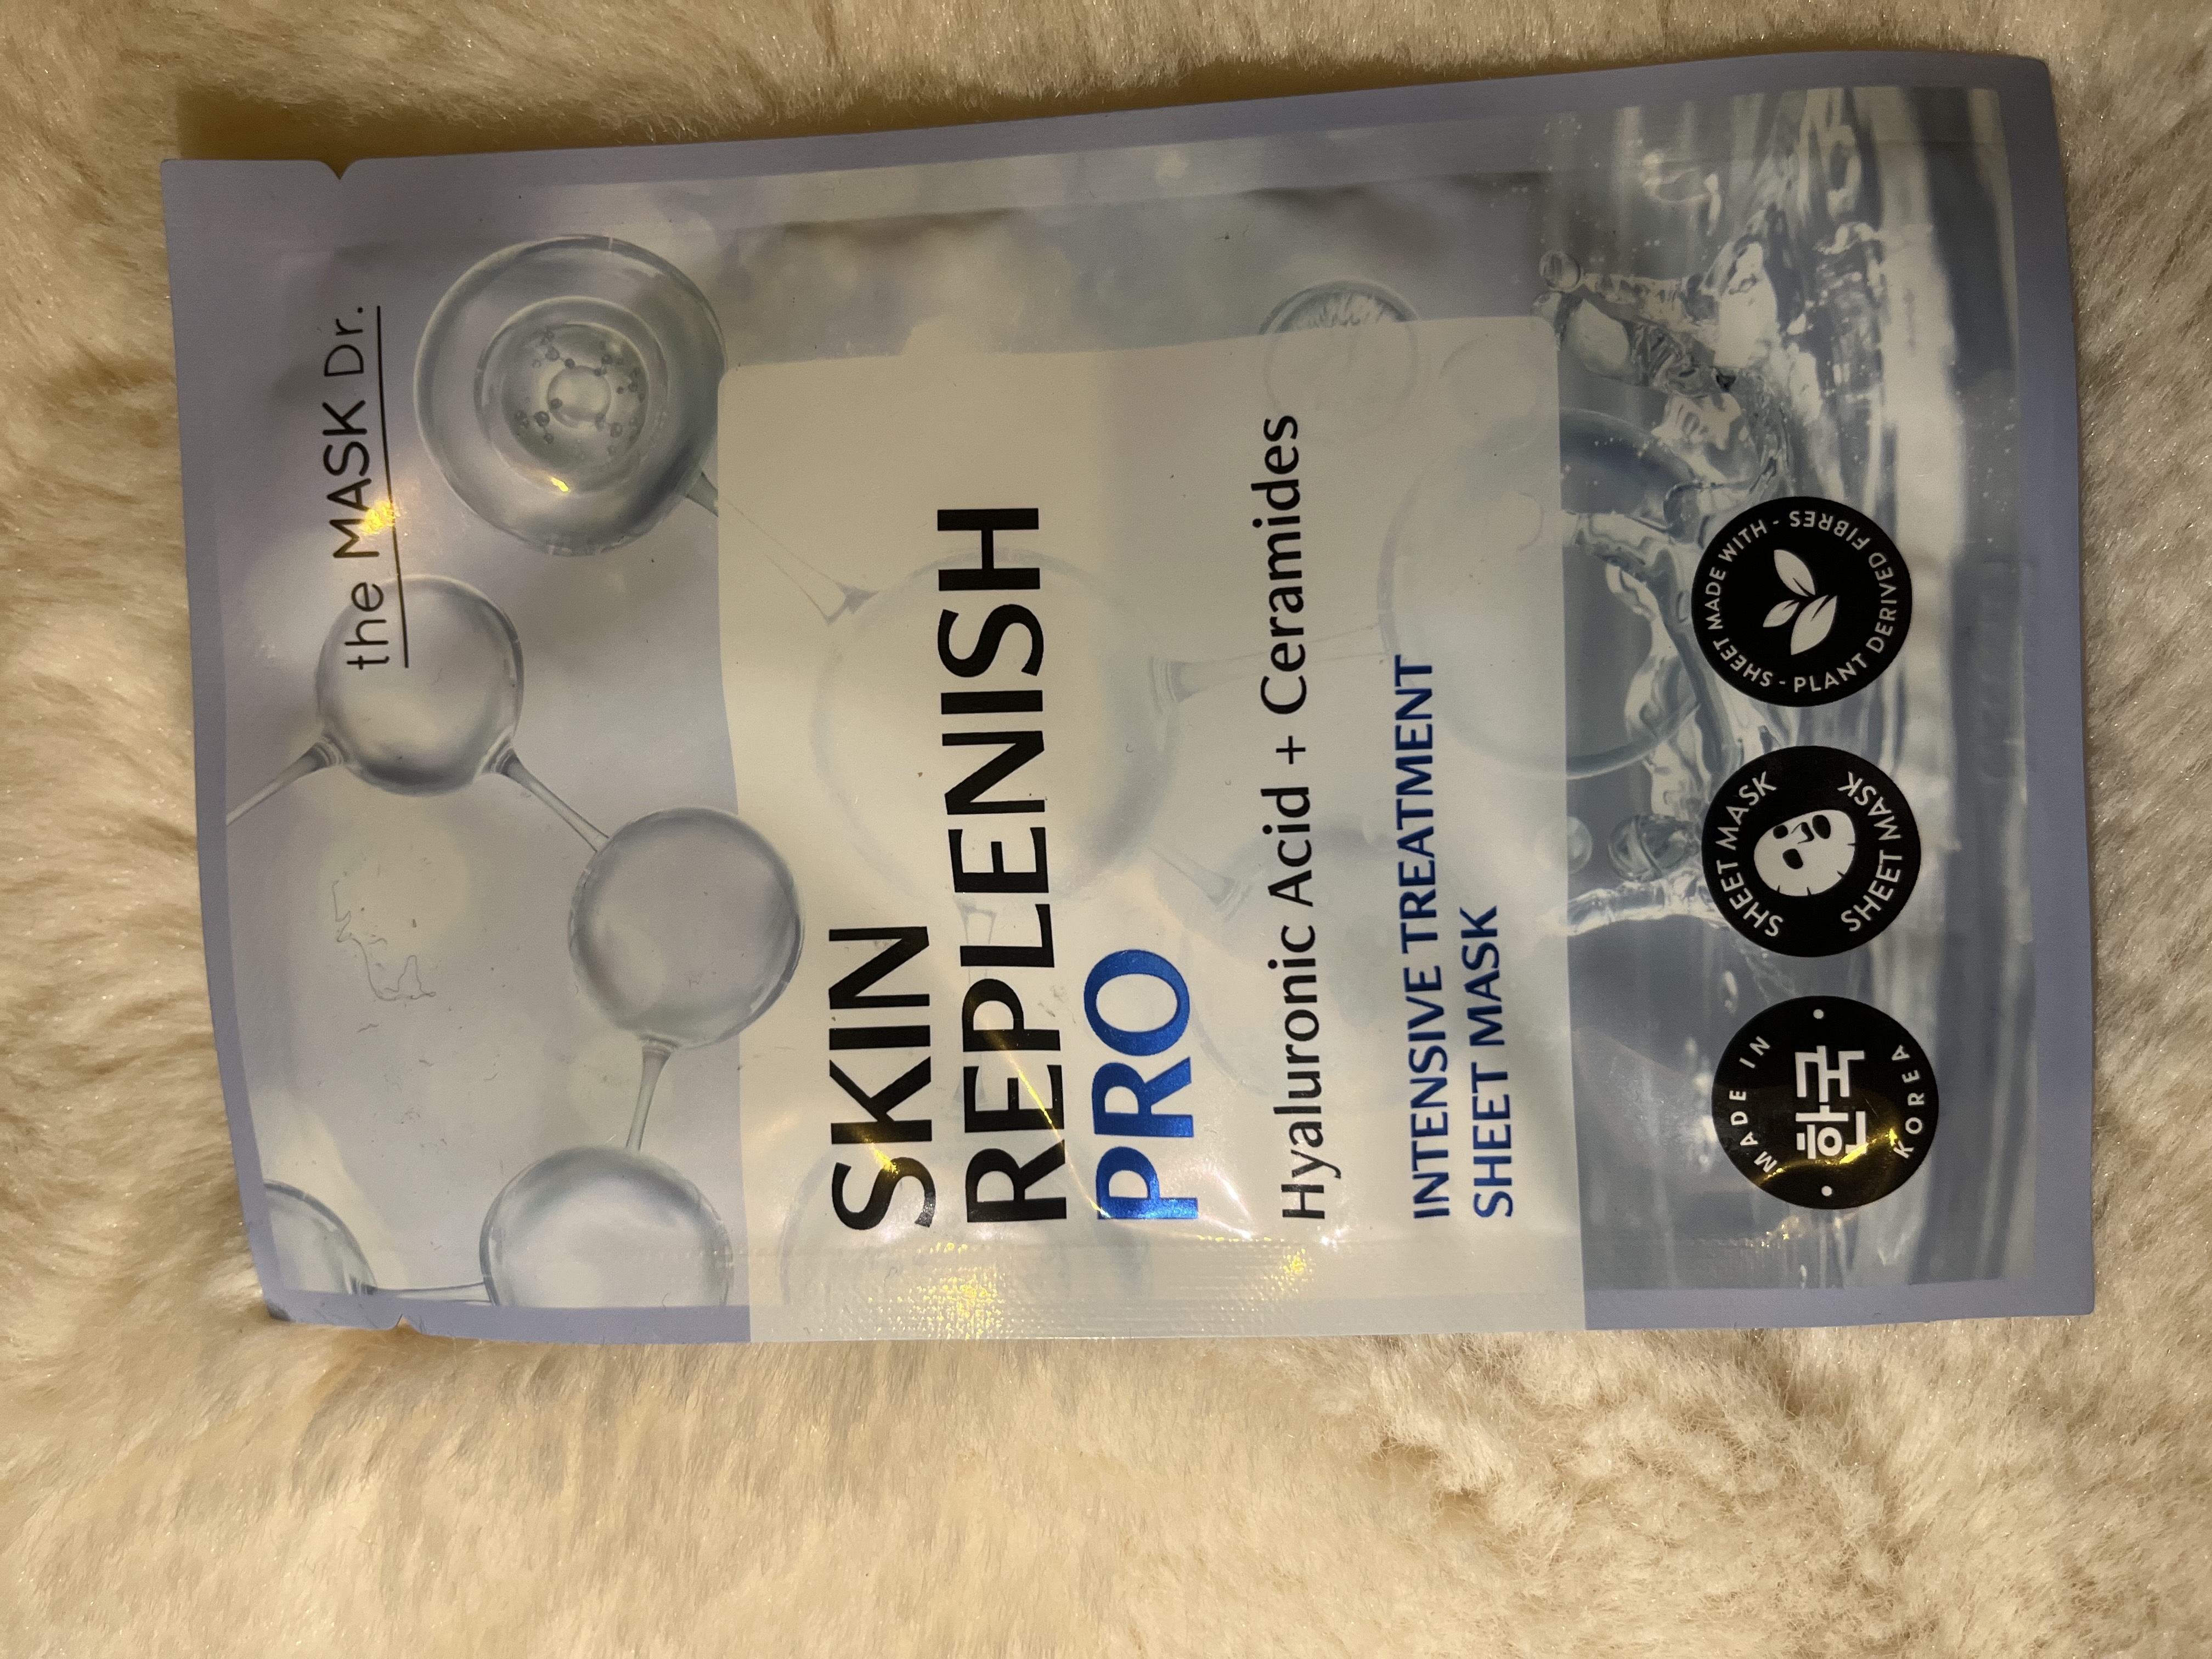 the MASK Dr.
SKIN
REPLENISH
PRO
Hyaluronic Acid + Ceramides
INTENSIVE TREATMENT
SHEET MASK
MADE IN
한국
KOREA
SHEET MASK
SHEET MASK
SHEET MADE WITH -
PLANT DERIVED FIBRES -